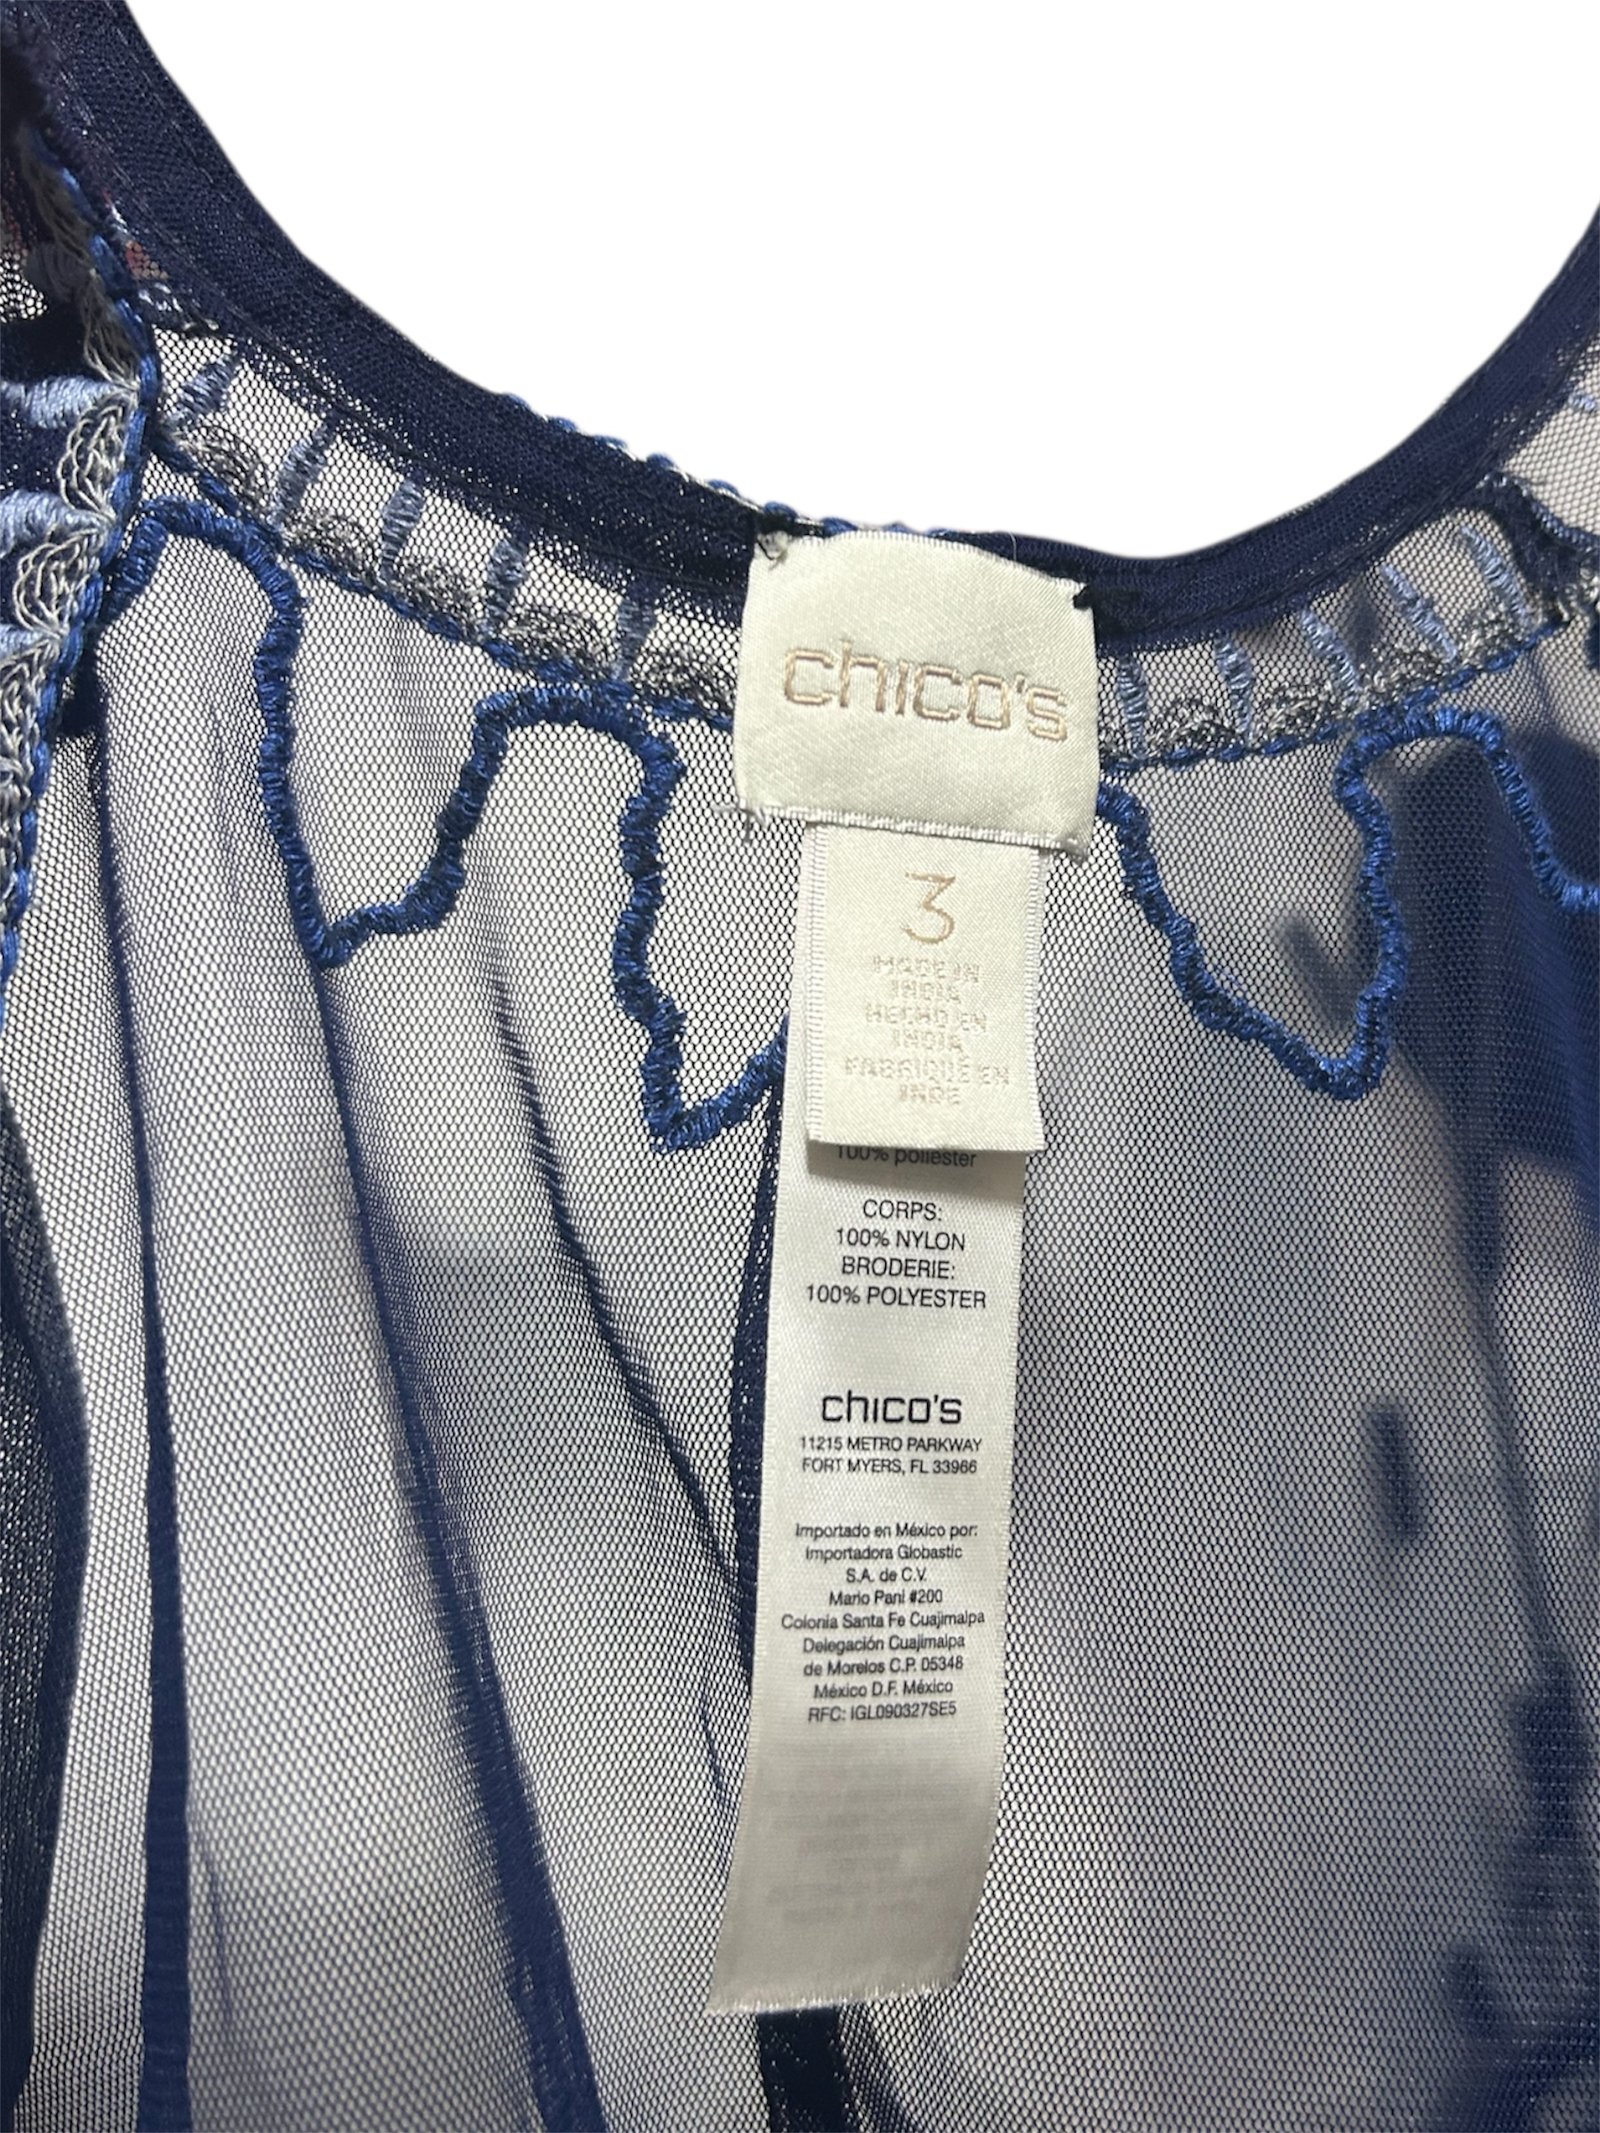 chico's
3
MADE IN
INDIA
HECHO EN
INDIA
FABRIQUÉ EN
INDE
100% poliester
CORPS:
100% NYLON
BRODERIE:
100% POLYESTER
chico's
11215 METRO PARKWAY
FORT MYERS, FL 33966
Importado en México por:
Importadora Globastic
S.A. de C.V.
Mario Pani #200
Colonia Santa Fe Cuajimalpa
Delegación Cuajimalpa
de Morelos C.P. 05348
México D.F. México
RFC: IGL090327SE5